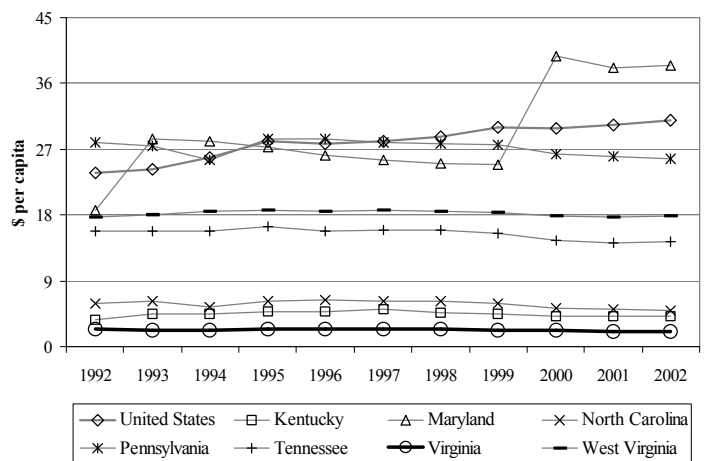 45
36
27
18
9
0
$ per capita
1992 1993 1994 1995 1996 1997 1998 1999 2000 2001 2002
United States Kentucky Maryland North Carolina
Pennsylvania Tennessee Virginia West Virginia